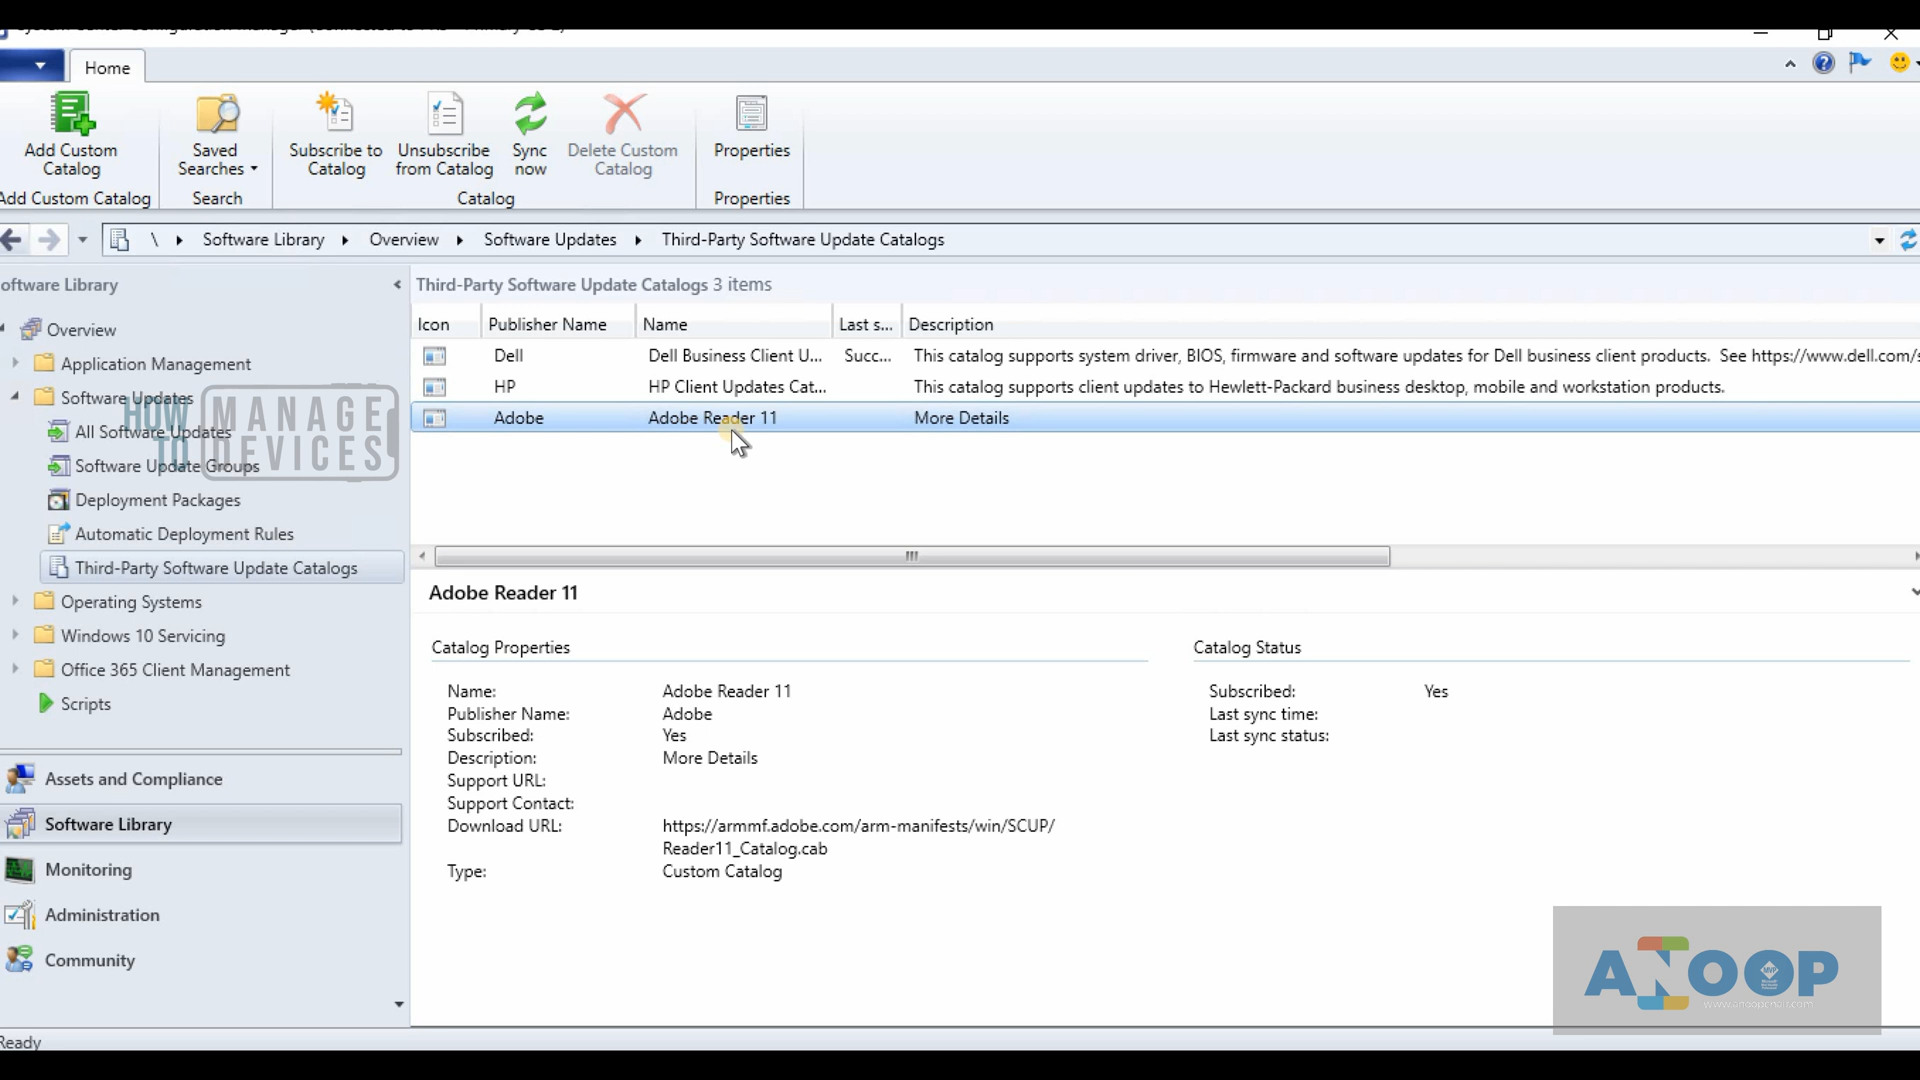 Home
Add Custom Catalog
Saved Searches
Subscribe to Catalog
Unsubscribe from Catalog
Sync now
Delete Custom Catalog
Properties
Add Custom Catalog
Search
Catalog
Properties
\ Software Library Overview Software Updates Third-Party Software Update Catalogs
oftware Library
Overview
Application Management
Software Updates
All Software Updates
Software Update Groups
Deployment Packages
Automatic Deployment Rules
Third-Party Software Update Catalogs
Operating Systems
Windows 10 Servicing
Office 365 Client Management
Scripts
HOW TO
MANAGE
DEVICES
Assets and Compliance
Software Library
Monitoring
Administration
Community
Third-Party Software Update Catalogs 3 items
Icon Publisher Name Name Last s... Description
Dell Dell Business Client U... Succ... This catalog supports system driver, BIOS, firmware and software updates for Dell business client products. See https://www.dell.com/s
HP HP Client Updates Cat... This catalog supports client updates to Hewlett-Packard business desktop, mobile and workstation products.
Adobe Adobe Reader 11 More Details
Adobe Reader 11
Catalog Properties
Name: Adobe Reader 11
Publisher Name: Adobe
Subscribed: Yes
Description: More Details
Support URL:
Support Contact:
Download URL: https://armmf.adobe.com/arm-manifests/win/SCUP/
Reader11_Catalog.cab
Type: Custom Catalog
Catalog Status
Subscribed: Yes
Last sync time:
Last sync status:
ANOOP
MVP
Ready